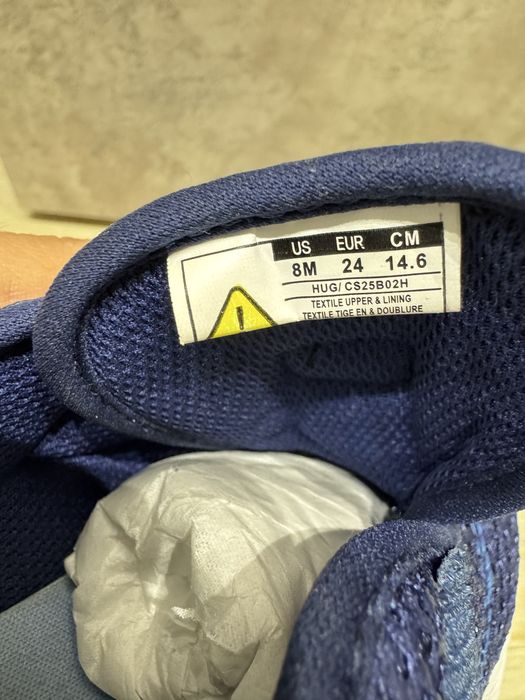 US EUR CM
8M 24 14.6
HUG/ CS25B02H
TEXTILE UPPER & LINING
TEXTILE TIGE EN & DOUBLURE
!